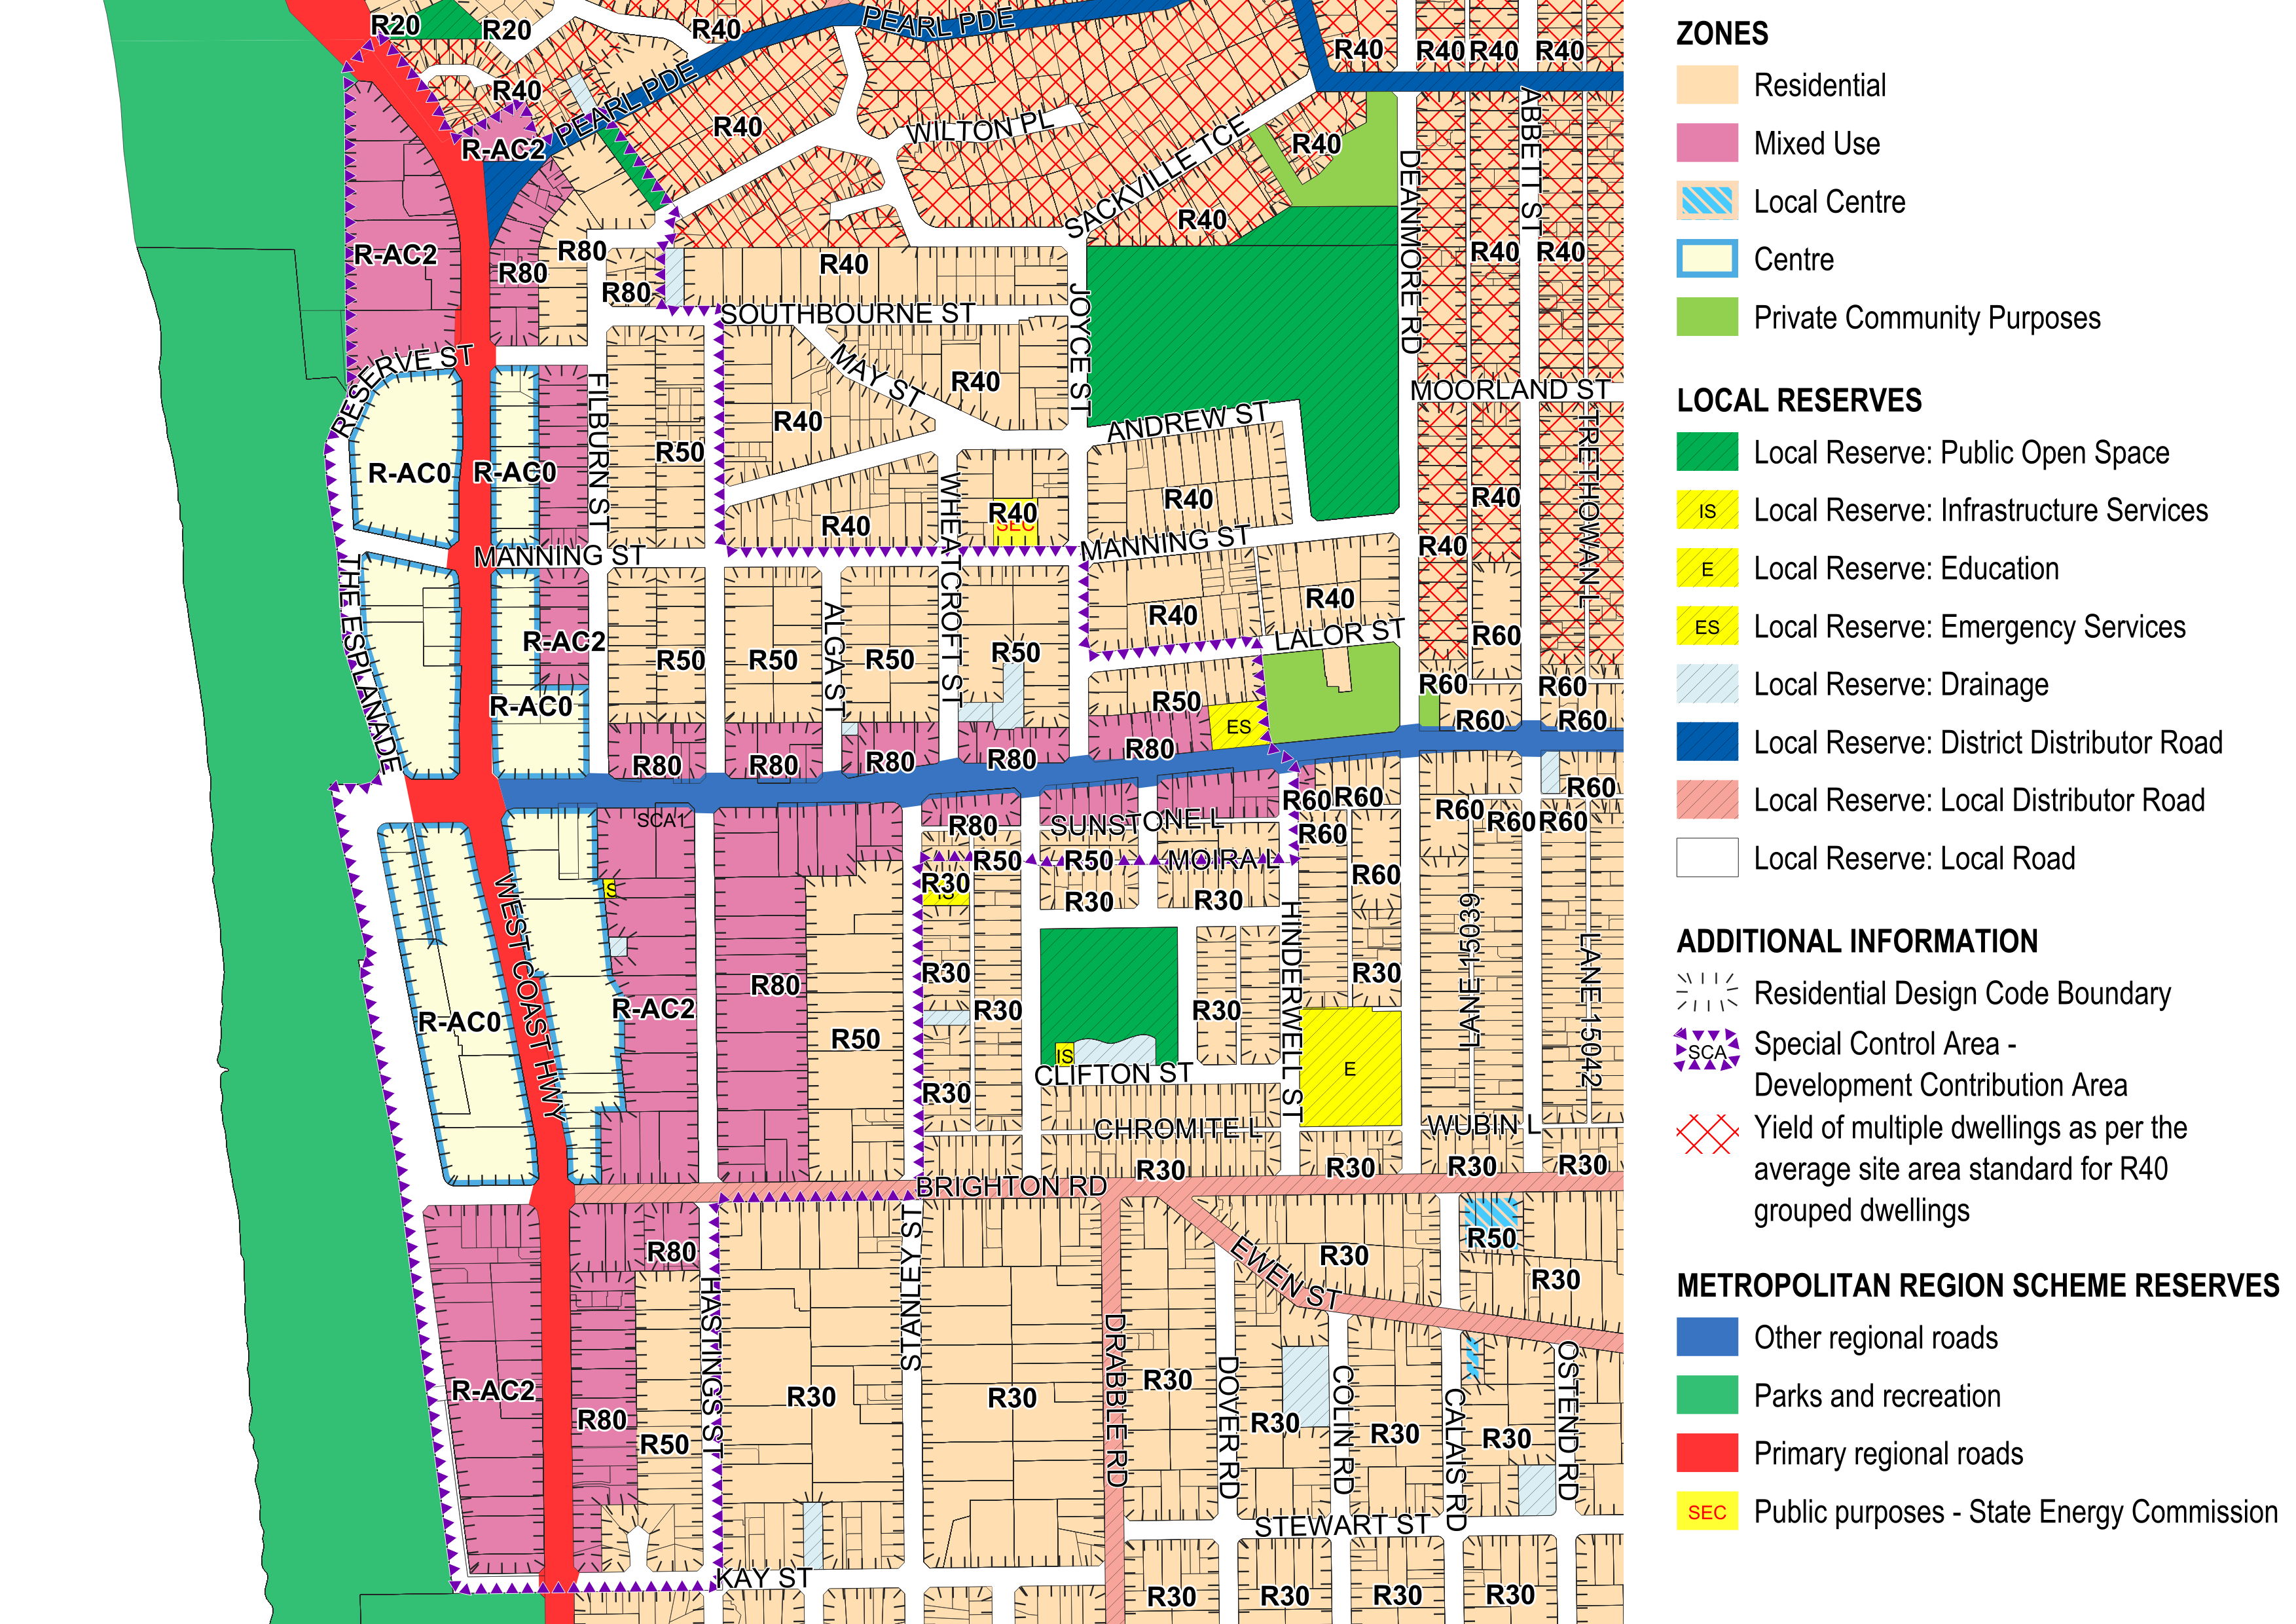 R20
R20
R40
PEARL PDE
R40
R40
R40
R40
R40
PEARL PDE
R-AC2
R40
WILTON PL
SACKVILLE TCE
R40
DEANMORE RD
ABBETT ST
R-AC2
R80
R80
R80
R40
R40
R40
R40
SOUTHBOURNE ST
JOYCE ST
RESERVE ST
MAY ST
R40
R40
MOORLAND ST
FILBURN ST
ANDREW ST
TRETHOWAN L
R-AC0
R-AC0
R50
WHEATCROFT ST
R40
R40
SEC
R40
R40
R40
MANNING ST
MANNING ST
THE ESPLANADE
R-AC2
R50
R50
ALGA ST
R50
R50
R40
R40
LALOR ST
R60
R-AC0
R50
ES
R60
R60
R60
R60
R80
R80
R80
R80
R80
SCA1
R80
SUNSTONE L
R60
R60
R60
R60
R60
R60
R60
R50
R50
MOIRA L
R30
IS
S
R30
R30
R60
WEST COAST HWY
HINDERWELL ST
LANE 15039
LANE 15042
R-AC0
R-AC2
R80
R50
R30
R30
R30
R30
IS
E
CLIFTON ST
R30
CHROMITE L
WUBIN L
R30
R30
R30
R30
BRIGHTON RD
R80
HASTINGS ST
STANLEY ST
EWEN ST
R30
R50
R30
R-AC2
R80
R50
R30
R30
DRABBLE RD
R30
DOVER RD
R30
COLIN RD
R30
CALAIS RD
R30
OSTEND RD
STEWART ST
KAY ST
R30
R30
R30
R30
ZONES
Residential
Mixed Use
Local Centre
Centre
Private Community Purposes
LOCAL RESERVES
Local Reserve: Public Open Space
IS Local Reserve: Infrastructure Services
E Local Reserve: Education
ES Local Reserve: Emergency Services
Local Reserve: Drainage
Local Reserve: District Distributor Road
Local Reserve: Local Distributor Road
Local Reserve: Local Road
ADDITIONAL INFORMATION
Residential Design Code Boundary
SCA Special Control Area -
Development Contribution Area
Yield of multiple dwellings as per the
average site area standard for R40
grouped dwellings
METROPOLITAN REGION SCHEME RESERVES
Other regional roads
Parks and recreation
Primary regional roads
SEC Public purposes - State Energy Commission